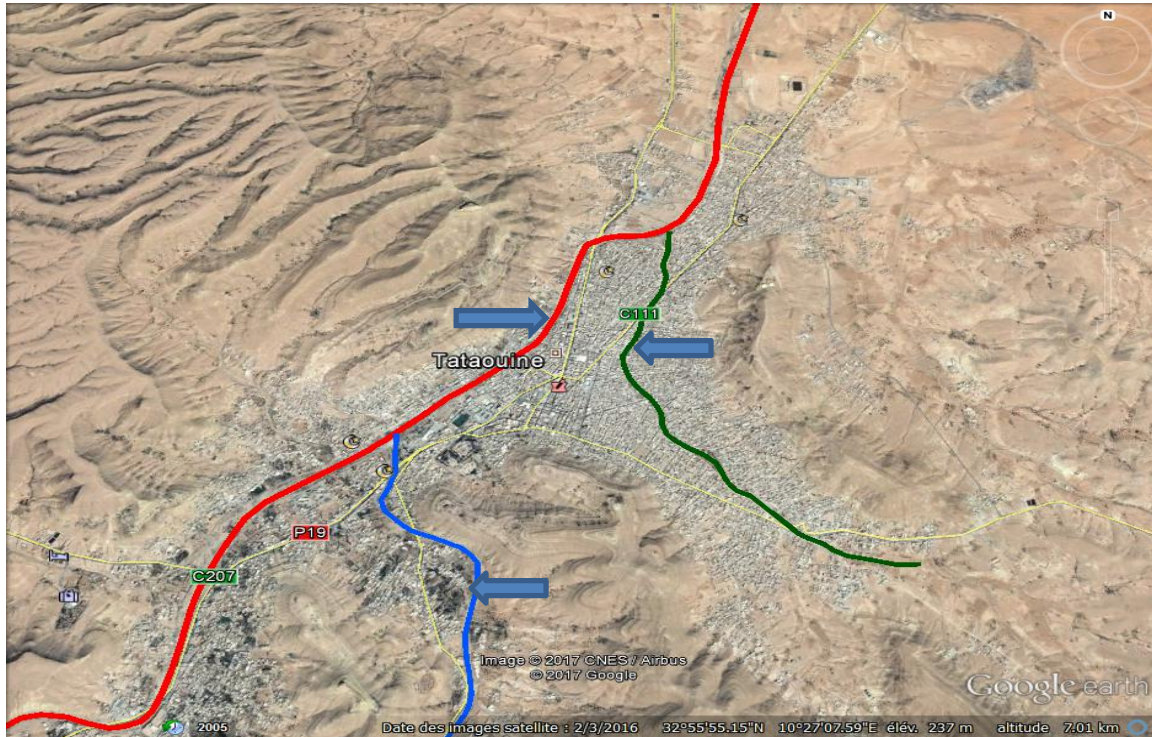 N
C111
Tataouine
P19
C207
Image © 2017 CNES / Airbus
© 2017 Google
Google earth
2005
Date des images satellite : 2/3/2016 32°55'55.15"N 10°27'07.59"E élév. 237 m altitude 7.01 km